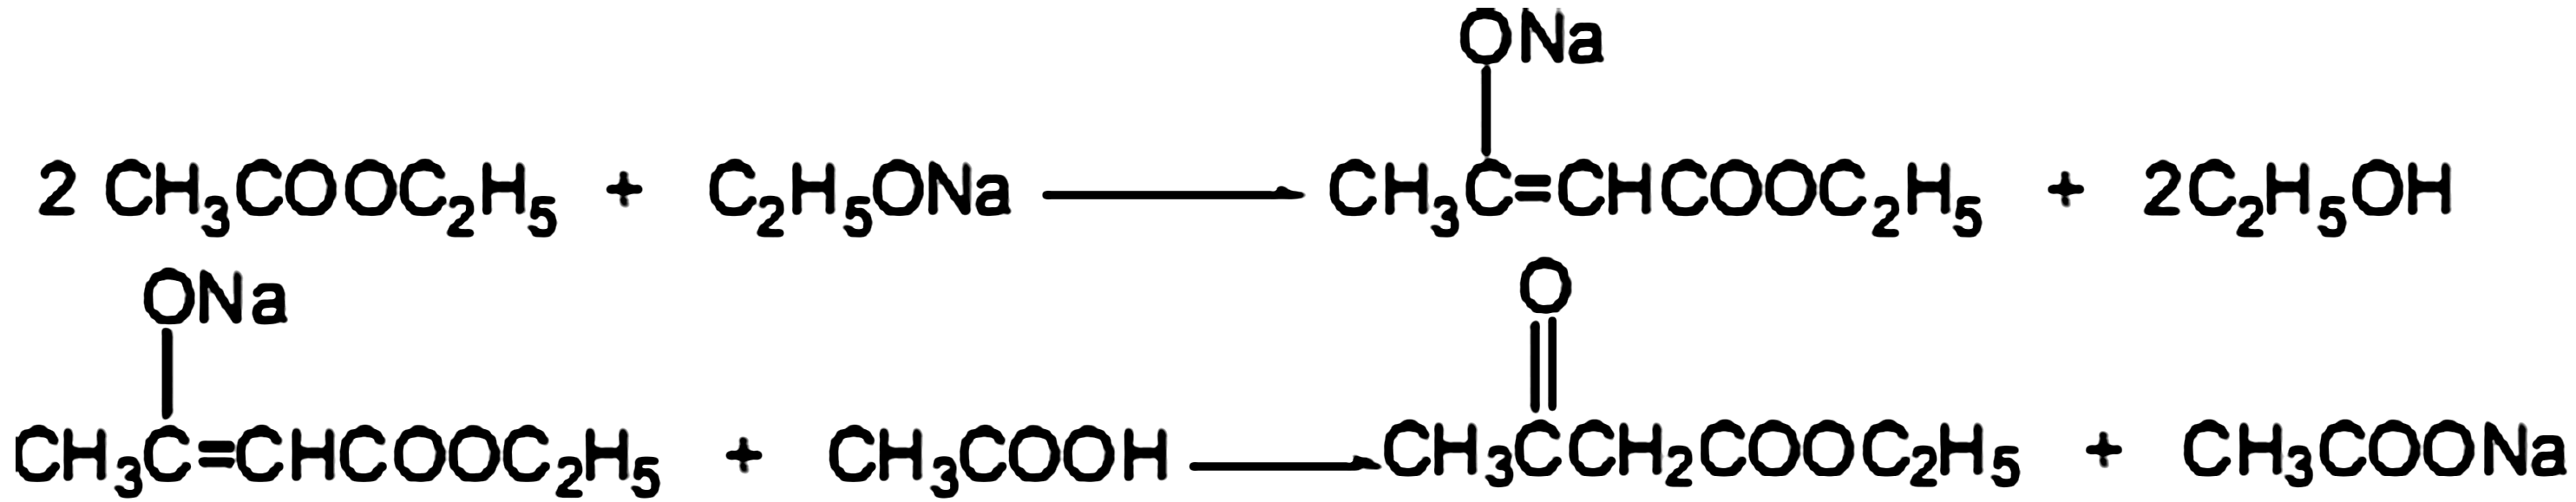 ONa
2 CH3COOC2H5 + C2H5ONa → CH3C=CHCOOC2H5 + 2C2H5OH
ONa O
CH3C=CHCOOC2H5 + CH3COOH → CH3CCH2COOC2H5 + CH3COONa